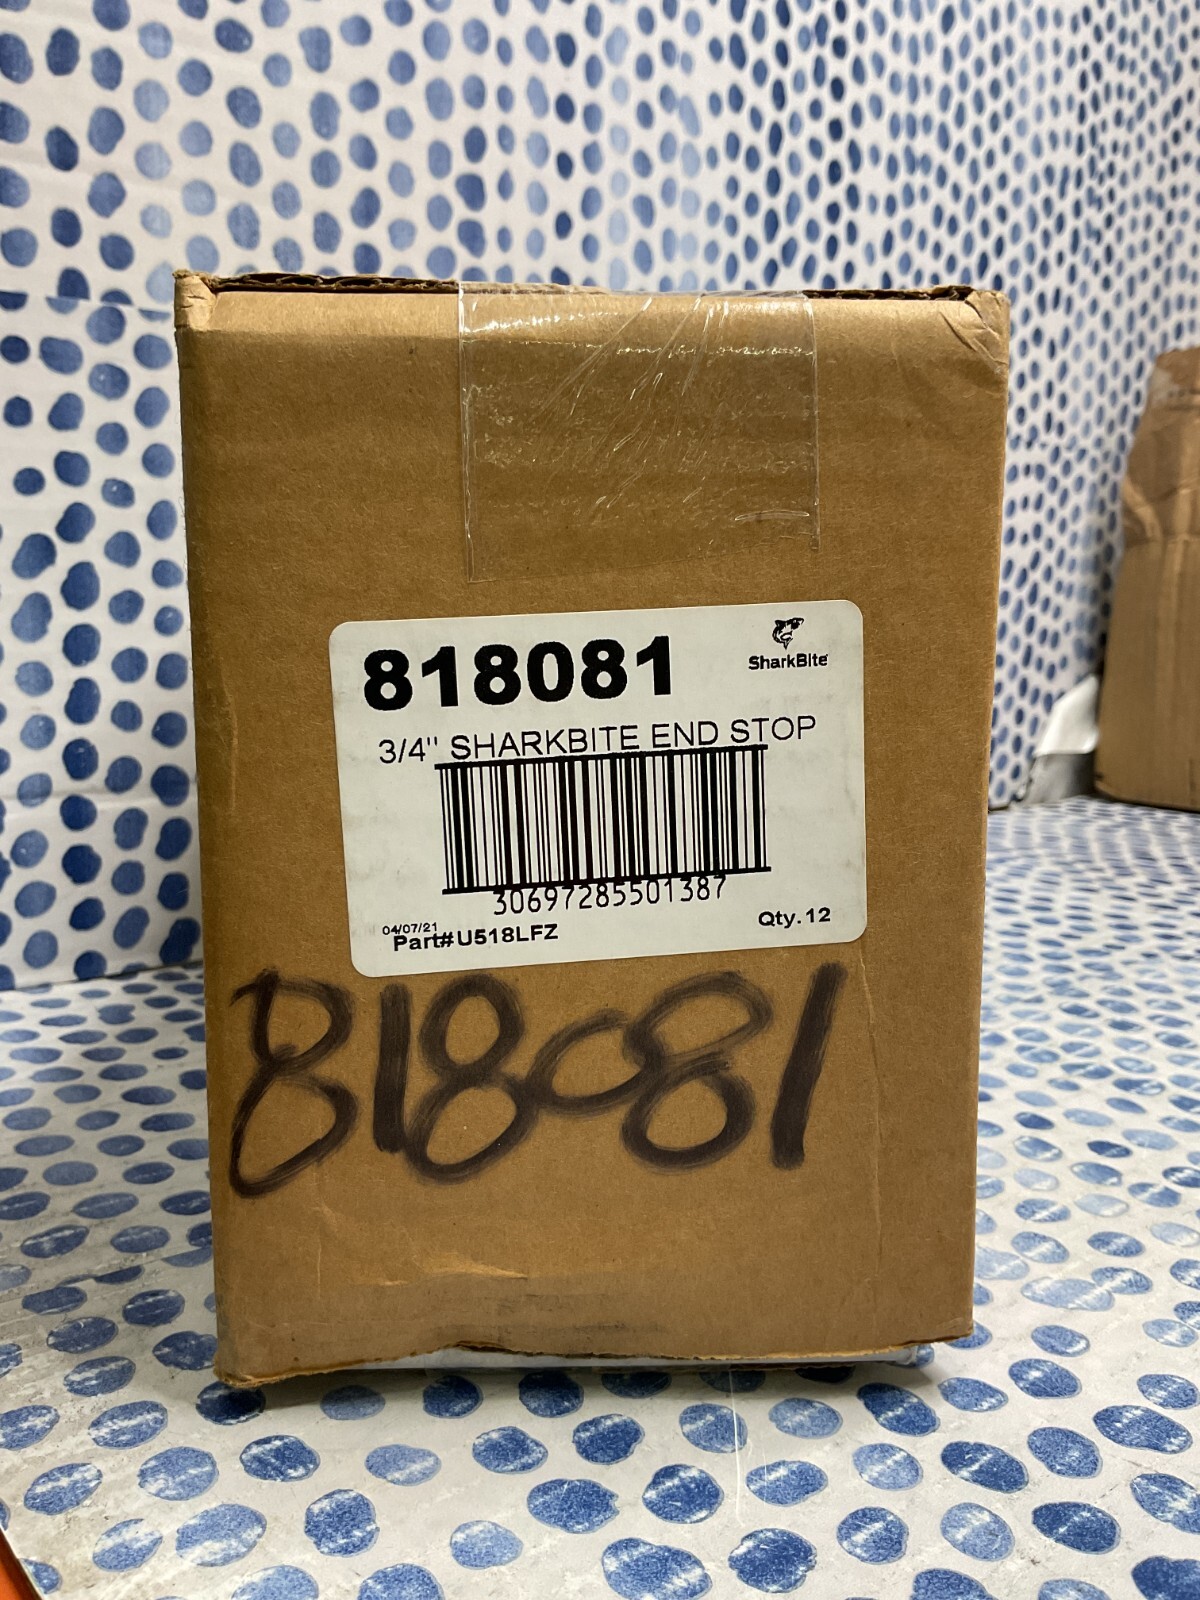 818081
SharkBite
3/4" SHARKBITE END STOP
30697285501387
04/07/21
Part# U518LFZ
Qty. 12
818081